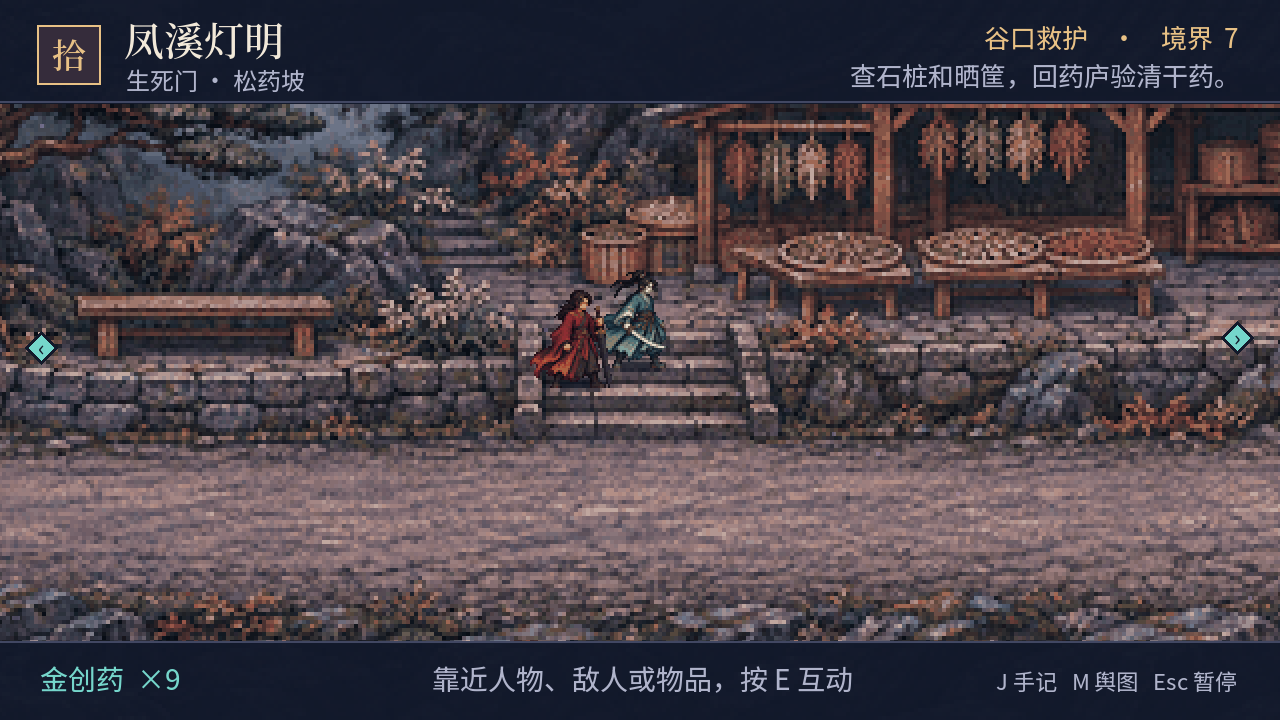 拾
凤溪灯明
生死门 · 松药坡
谷口救护 · 境界 7
查石桩和晒筐，回药庐验清干药。
‹
›
金创药 ×9
靠近人物、敌人或物品，按 E 互动
J 手记 M 舆图 Esc 暂停